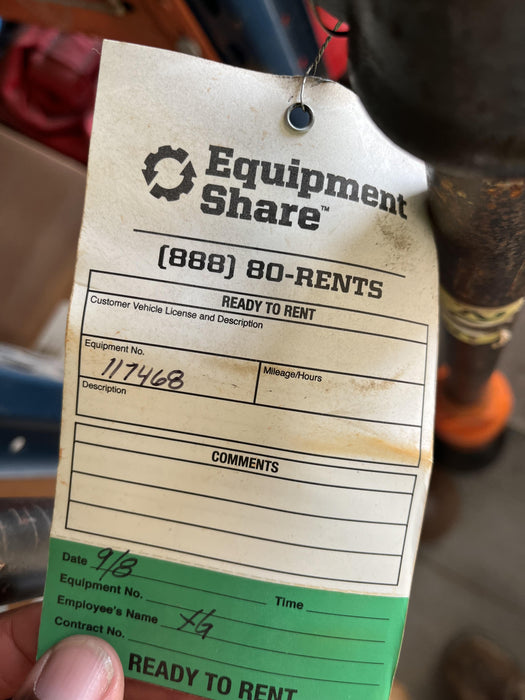 Equipment
Share™
(888) 80-RENTS
READY TO RENT
Customer Vehicle License and Description
Equipment No. Mileage/Hours
117468
Description
COMMENTS
Date 9/8
Equipment No. Time
Employee's Name XG
Contract No.
READY TO RENT